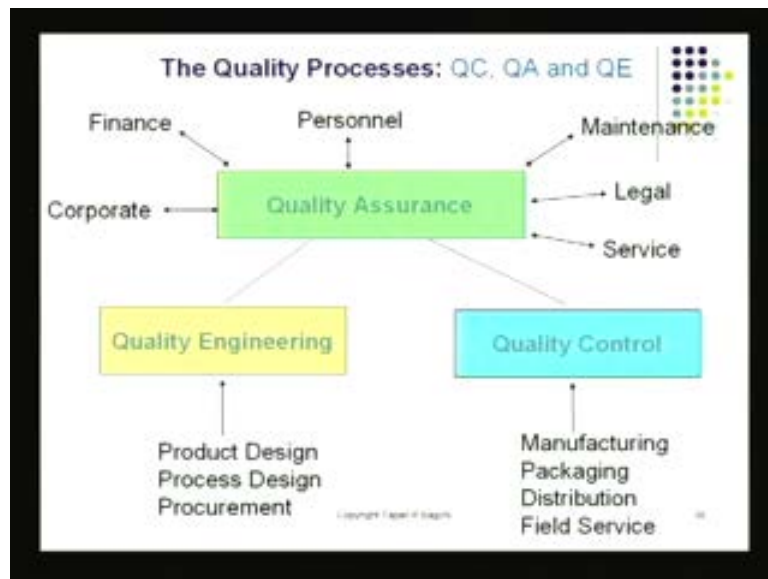 The Quality Processes: QC, QA and QE
Finance
Personnel
Maintenance
Corporate
Quality Assurance
Legal
Service
Quality Engineering
Quality Control
Product Design
Process Design
Procurement
Manufacturing
Packaging
Distribution
Field Service
Copyright